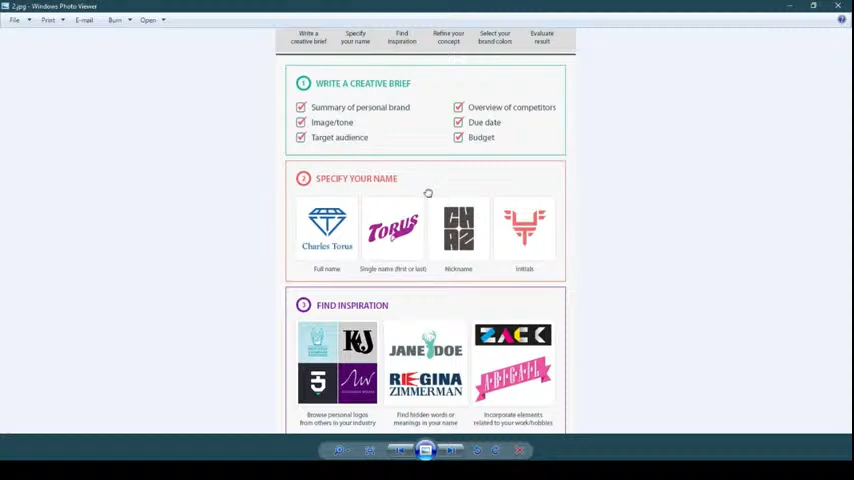 2.jpg - Windows Photo Viewer
File Print E-mail Burn Open
Write a creative brief
Specify your name
Find inspiration
Refine your concept
Select your brand colors
Evaluate result
1 WRITE A CREATIVE BRIEF
Summary of personal brand
Image/tone
Target audience
Overview of competitors
Due date
Budget
2 SPECIFY YOUR NAME
Charles Torus
TORUS
CHAZ
Full name
Single name (first or last)
Nickname
Initials
3 FIND INSPIRATION
KJ
JANE DOE
REGINA
ZIMMERMAN
ZACK
ABIGAIL
Browse personal logos
from others in your industry
Find hidden words or
meanings in your name
Incorporate elements
related to your work/hobbies